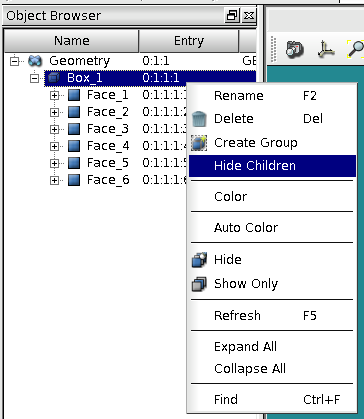 Object Browser
Name Entry
Geometry 0:1:1 GE
Box_1 0:1:1:1
Face_1 0:1:1:1:
Face_2 0:1:1:1:2
Face_3 0:1:1:1:
Face_4 0:1:1:1:4
Face_5 0:1:1:1:
Face_6 0:1:1:1:6
Rename F2
Delete Del
Create Group
Hide Children
Color
Auto Color
Hide
Show Only
Refresh F5
Expand All
Collapse All
Find Ctrl+F